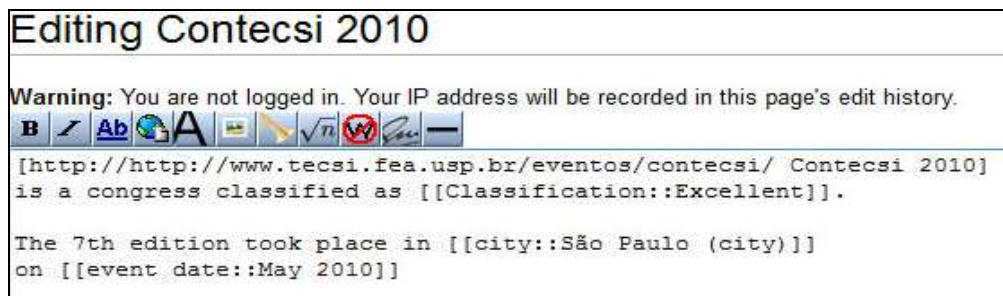 Editing Contecsi 2010
Warning: You are not logged in. Your IP address will be recorded in this page's edit history.
B I Ab A √n W
[http://http://www.tecsi.fea.usp.br/eventos/contecsi/ Contecsi 2010]
is a congress classified as [[Classification::Excellent]].
The 7th edition took place in [[city::São Paulo (city)]]
on [[event date::May 2010]]